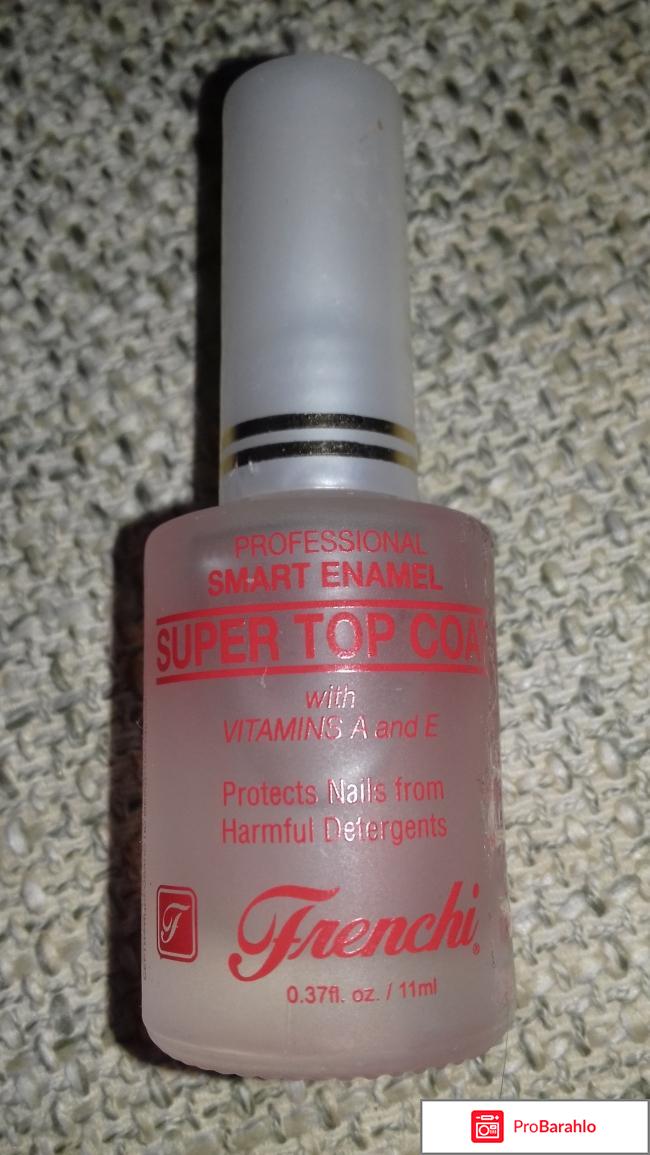 PROFESSIONAL
SMART ENAMEL
SUPER TOP COAT
with
VITAMINS A and E
Protects Nails from
Harmful Detergents
F
Frenchi®
0.37fl. oz. / 11ml
ProBarahlo